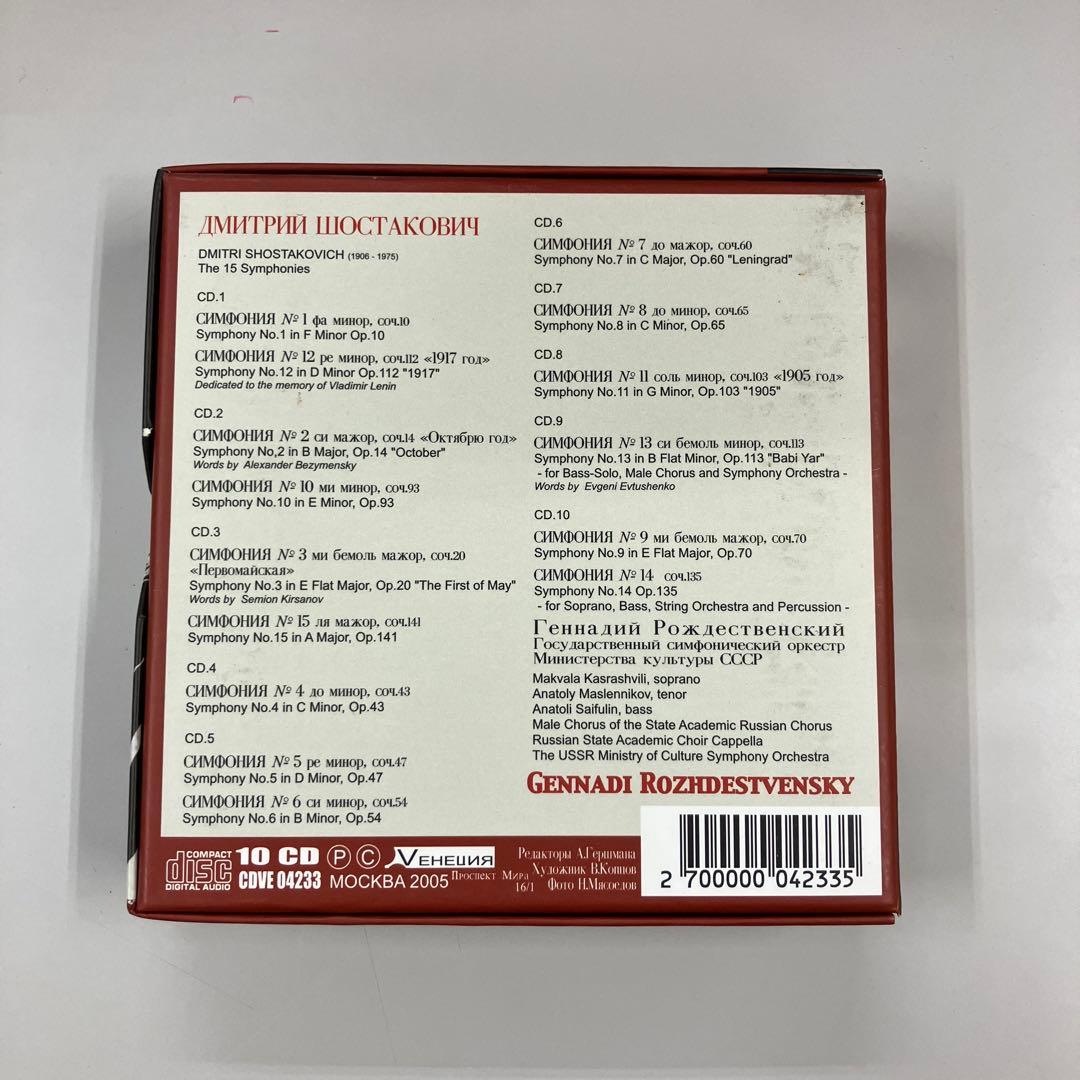 ДМИТРИЙ ШОСТАКОВИЧ
DMITRI SHOSTAKOVICH (1906 - 1975)
The 15 Symphonies
CD.1
СИМФОНИЯ № 1 фа минор, соч.10
Symphony No.1 in F Minor Op.10
СИМФОНИЯ № 12 ре минор, соч.112 «1917 год»
Symphony No.12 in D Minor Op.112 "1917"
Dedicated to the memory of Vladimir Lenin
CD.2
СИМФОНИЯ № 2 си мажор, соч.14 «Октябрю год»
Symphony No,2 in B Major, Op.14 "October"
Words by Alexander Bezymensky
СИМФОНИЯ № 10 ми минор, соч.93
Symphony No.10 in E Minor, Op.93
CD.3
СИМФОНИЯ № 3 ми бемоль мажор, соч.20
«Первомайская»
Symphony No.3 in E Flat Major, Op.20 "The First of May"
Words by Semion Kirsanov
СИМФОНИЯ № 15 ля мажор, соч.141
Symphony No.15 in A Major, Op.141
CD.4
СИМФОНИЯ № 4 до минор, соч.43
Symphony No.4 in C Minor, Op.43
CD.5
СИМФОНИЯ № 5 ре минор, соч.47
Symphony No.5 in D Minor, Op.47
СИМФОНИЯ № 6 си минор, соч.54
Symphony No.6 in B Minor, Op.54
CD.6
СИМФОНИЯ № 7 до мажор, соч.60
Symphony No.7 in C Major, Op.60 "Leningrad"
CD.7
СИМФОНИЯ № 8 до минор, соч.65
Symphony No.8 in C Minor, Op.65
CD.8
СИМФОНИЯ № 11 соль минор, соч.103 «1905 год»
Symphony No.11 in G Minor, Op.103 "1905"
CD.9
СИМФОНИЯ № 13 си бемоль минор, соч.113
Symphony No.13 in B Flat Minor, Op.113 "Babi Yar"
- for Bass-Solo, Male Chorus and Symphony Orchestra -
Words by Evgeni Evtushenko
CD.10
СИМФОНИЯ № 9 ми бемоль мажор, соч.70
Symphony No.9 in E Flat Major, Op.70
СИМФОНИЯ № 14 соч.135
Symphony No.14 Op.135
- for Soprano, Bass, String Orchestra and Percussion -
Геннадий Рождественский
Государственный симфонический оркестр
Министерства культуры СССР
Makvala Kasrashvili, soprano
Anatoly Maslennikov, tenor
Anatoli Saifulin, bass
Male Chorus of the State Academic Russian Chorus
Russian State Academic Choir Cappella
The USSR Ministry of Culture Symphony Orchestra
GENNADI ROZHDESTVENSKY
COMPACT
disc
DIGITAL AUDIO
10 CD
CDVE 04233
Ⓟ Ⓒ
МОСКВА 2005
VЕНЕЦИЯ
Проспект Мира
16/1
Редакторы А.Гершмана
Художник В.Коппов
Фото Н.Мясоедов
2 700000 042335